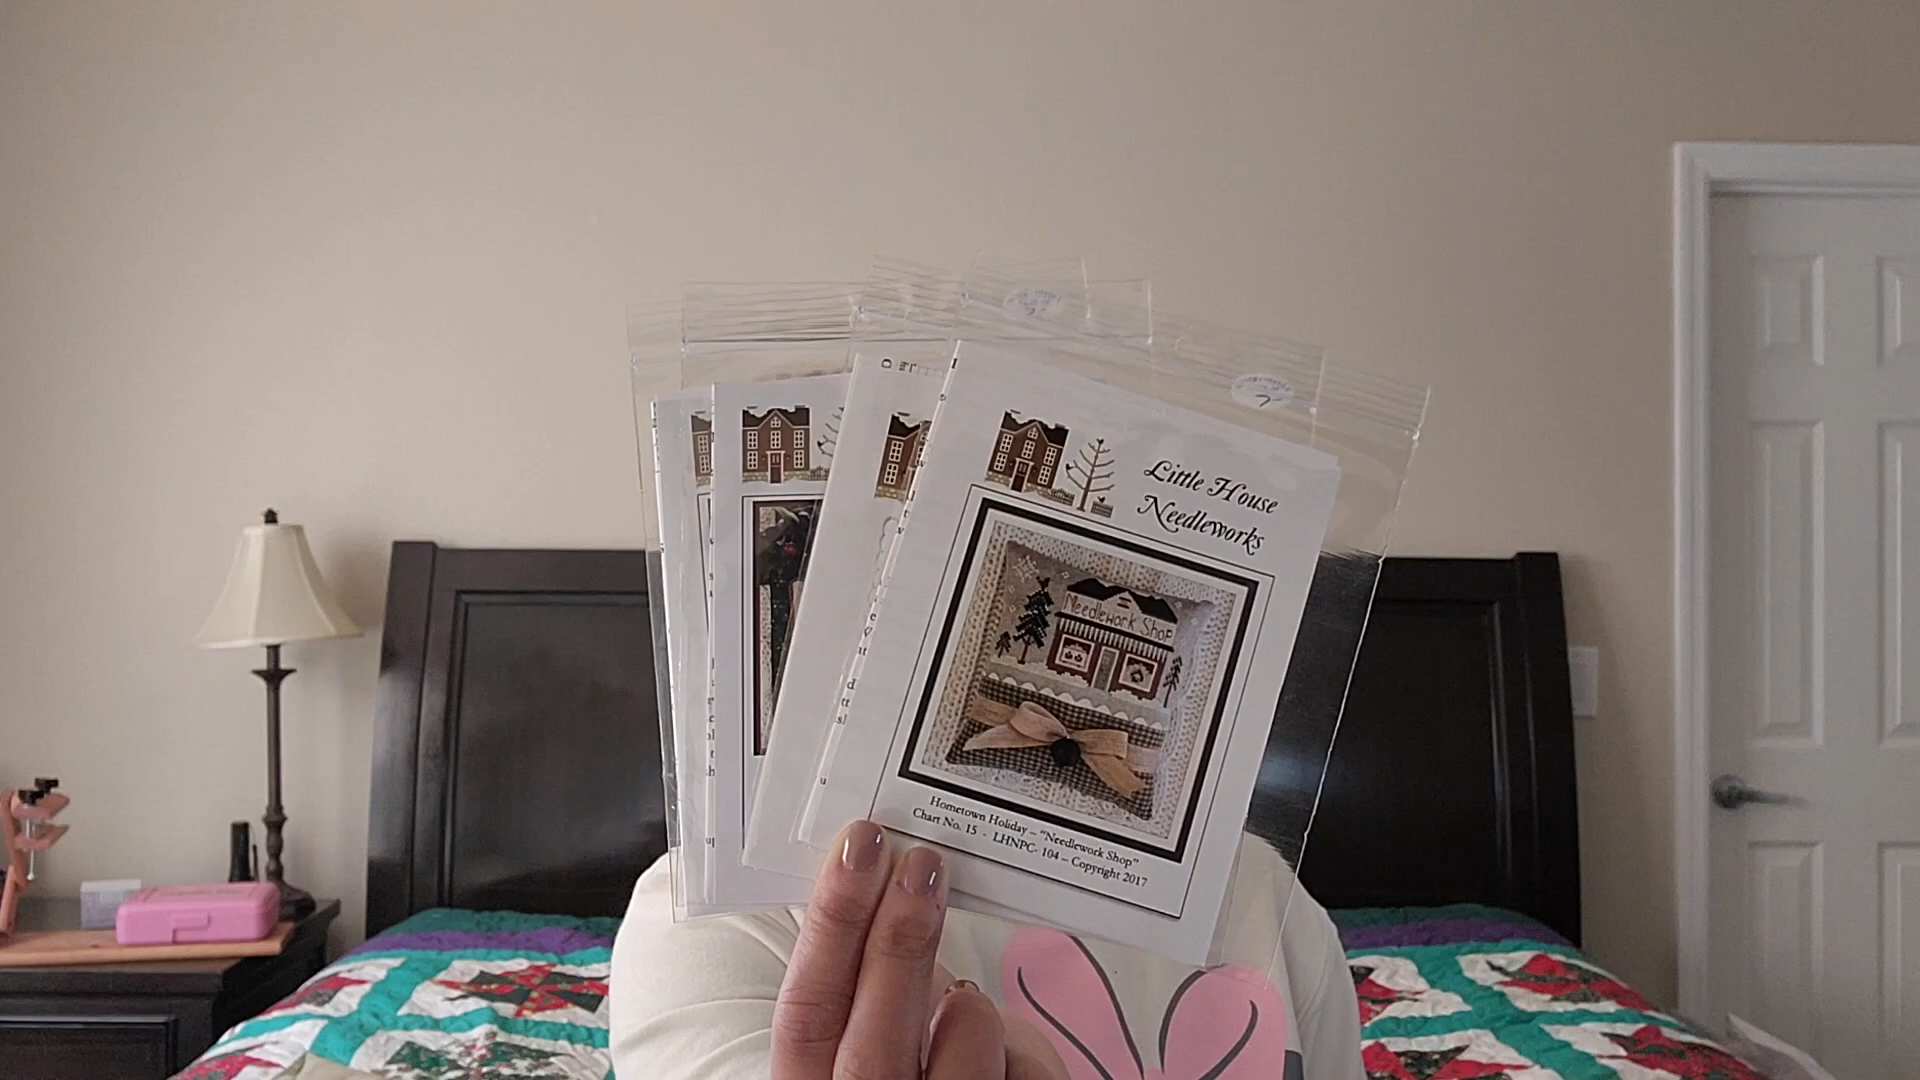 Little House
Needleworks
Needlework Shop
Hometown Holiday – "Needlework Shop"
Chart No. 15 - LHNPC- 104 – Copyright 2017